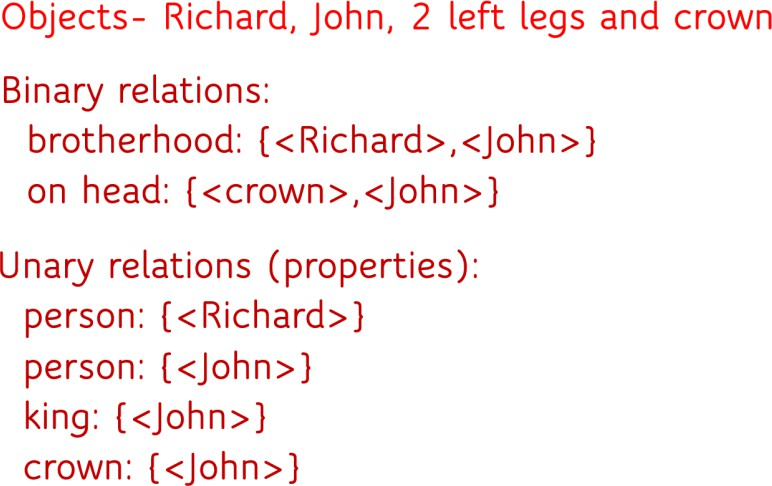 Objects- Richard, John, 2 left legs and crown
Binary relations:
brotherhood: {<Richard>,<John>}
on head: {<crown>,<John>}
Unary relations (properties):
person: {<Richard>}
person: {<John>}
king: {<John>}
crown: {<John>}